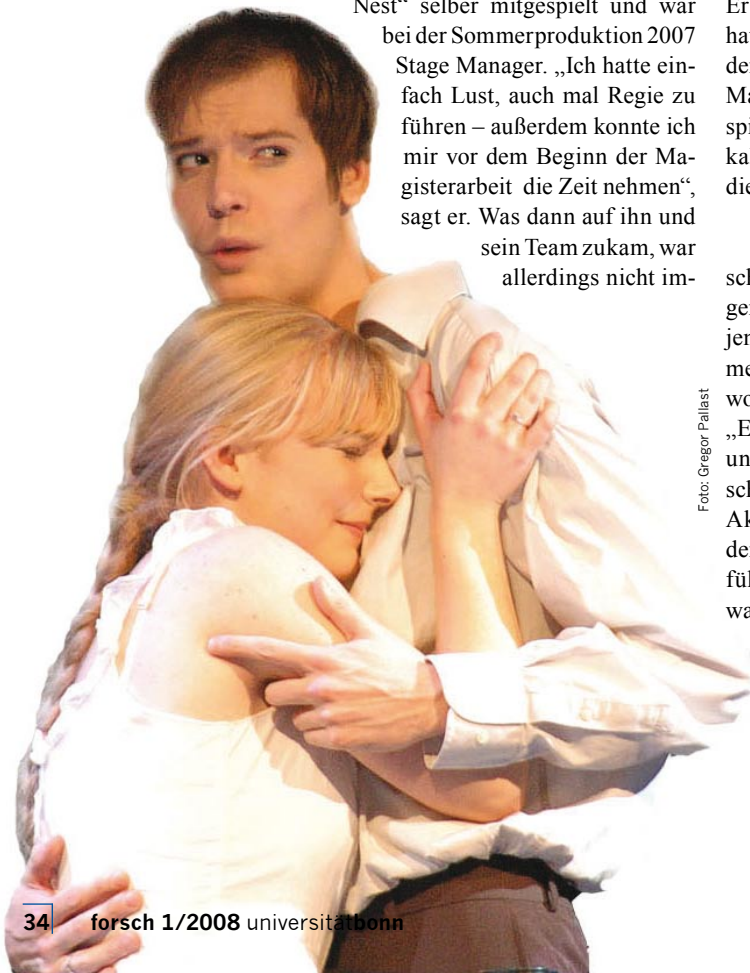 Nest“ selber mitgespielt und war
bei der Sommerproduktion 2007
Stage Manager. „Ich hatte ein-
fach Lust, auch mal Regie zu
führen – außerdem konnte ich
mir vor dem Beginn der Ma-
gisterarbeit die Zeit nehmen“,
sagt er. Was dann auf ihn und
sein Team zukam, war
allerdings nicht im-
Foto: Gregor Pallast
34 forsch 1/2008 universitätbonn